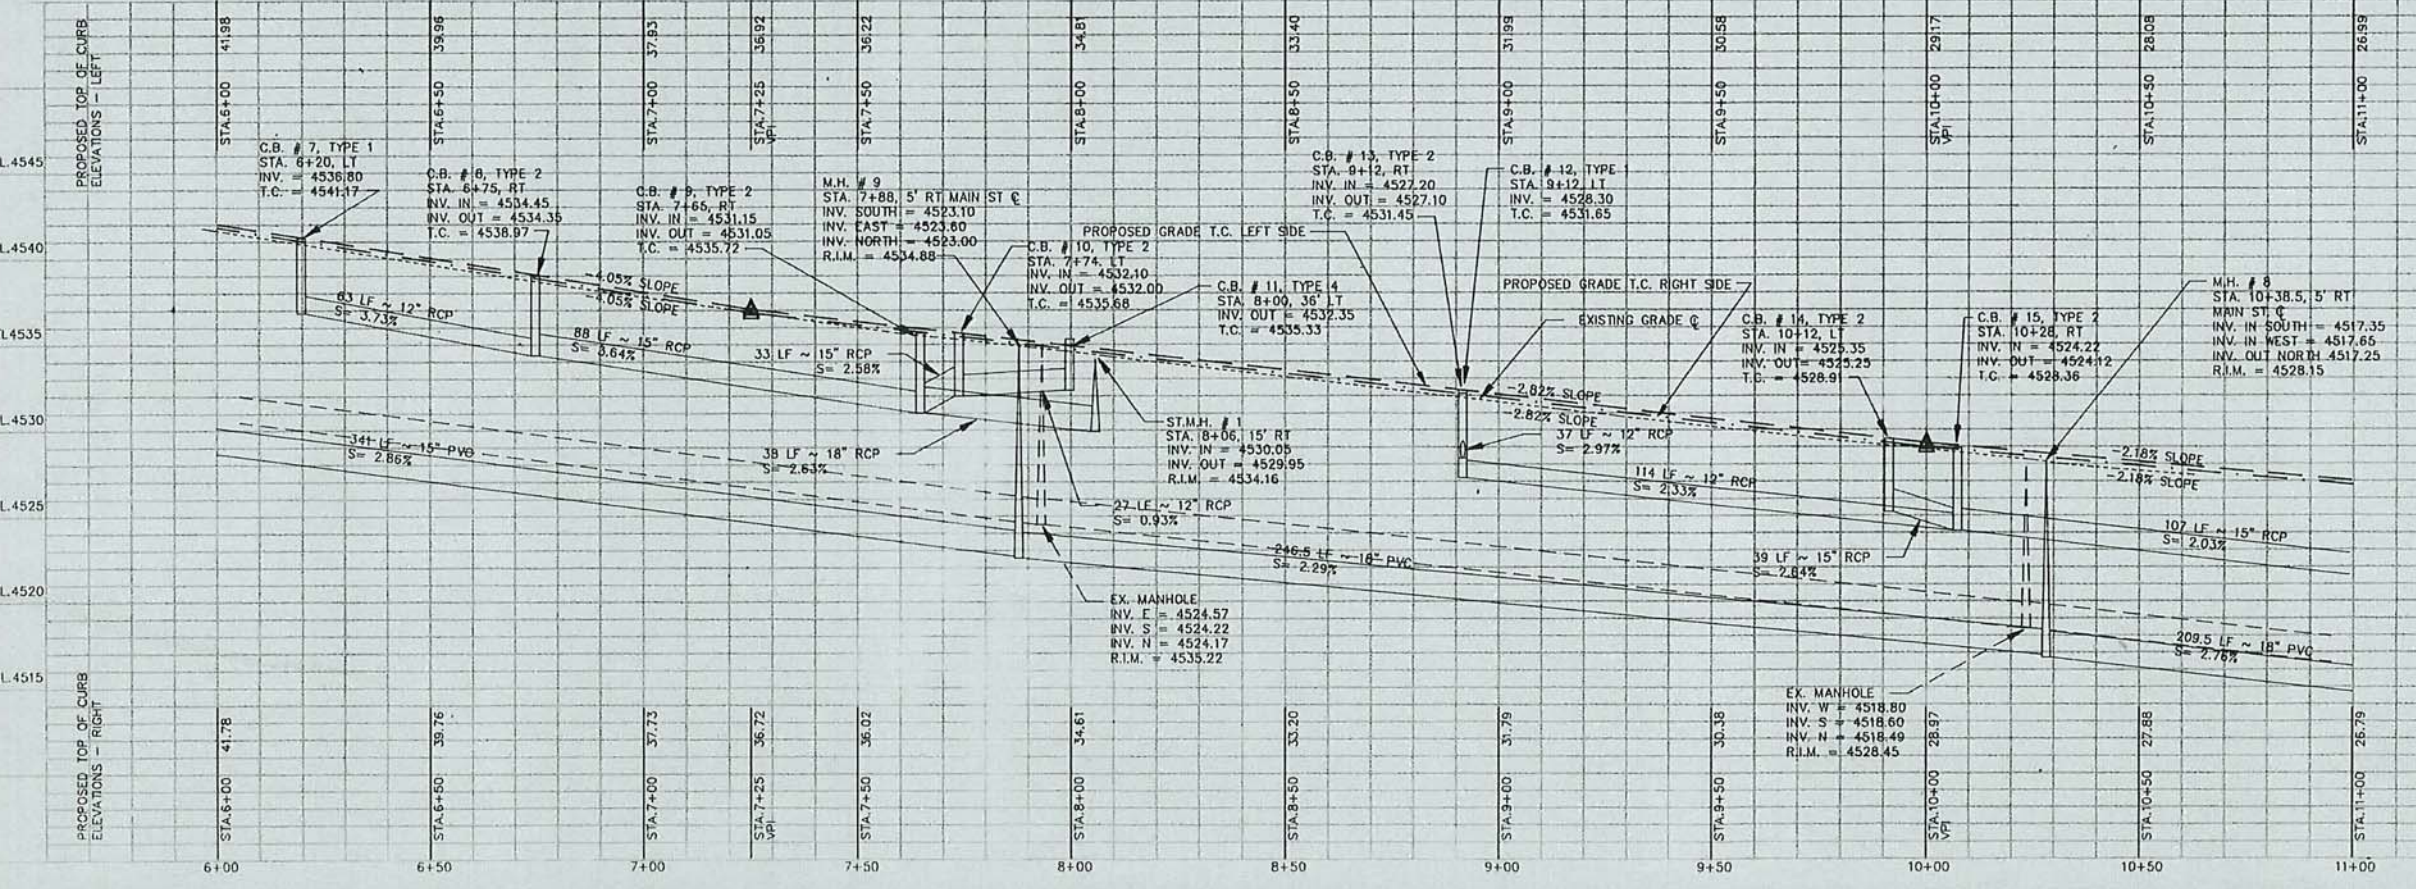 PROPOSED TOP OF CURB
ELEVATIONS - LEFT
41.98
39.96
37.93
36.92
36.22
34.81
33.40
31.99
30.58
29.17
28.08
26.99
STA.6+00
STA.6+50
STA.7+00
STA.7+25
VPI
STA.7+50
STA.8+00
STA.8+50
STA.9+00
STA.9+50
STA.10+00
VPI
STA.10+50
STA.11+00
L.4545
L.4540
L.4535
L.4530
L.4525
L.4520
L.4515
C.B. # 7, TYPE 1
STA. 6+20, LT
INV. = 4536.80
T.C. = 4541.17
C.B. # 8, TYPE 2
STA. 6+75, RT
INV. IN = 4534.45
INV. OUT = 4534.35
T.C. = 4538.97
C.B. # 9, TYPE 2
STA. 7+65, RT
INV. IN = 4531.15
INV. OUT = 4531.05
T.C. = 4535.72
M.H. # 9
STA. 7+88, 5' RT MAIN ST ℄
INV. SOUTH = 4523.10
INV. EAST = 4523.60
INV. NORTH = 4523.00
R.I.M. = 4534.88
C.B. # 10, TYPE 2
STA. 7+74, LT
INV. IN = 4532.10
INV. OUT = 4532.00
T.C. = 4535.68
PROPOSED GRADE T.C. LEFT SIDE
C.B. # 11, TYPE 4
STA. 8+00, 36' LT
INV. OUT = 4532.35
T.C. = 4535.33
C.B. # 13, TYPE 2
STA. 9+12, RT
INV. IN = 4527.20
INV. OUT = 4527.10
T.C. = 4531.45
C.B. # 12, TYPE 1
STA. 9+12, LT
INV. = 4528.30
T.C. = 4531.65
PROPOSED GRADE T.C. RIGHT SIDE
EXISTING GRADE ℄
C.B. # 14, TYPE 2
STA. 10+12, LT
INV. IN = 4525.35
INV. OUT= 4525.25
T.C. = 4528.91
C.B. # 15, TYPE 2
STA. 10+28, RT
INV. IN = 4524.22
INV. OUT= 4524.12
T.C. = 4528.36
M.H. # 8
STA. 10+38.5, 5' RT
MAIN ST. ℄
INV. IN SOUTH = 4517.35
INV. IN WEST = 4517.65
INV. OUT NORTH 4517.25
R.I.M. = 4528.15
-4.05% SLOPE
-4.05% SLOPE
63 LF ~ 12" RCP
S= 3.73%
88 LF ~ 15" RCP
S= 3.64%
33 LF ~ 15" RCP
S= 2.58%
341 LF ~ 15" PVC
S= 2.86%
38 LF ~ 18" RCP
S= 2.63%
ST.M.H. # 1
STA. 8+06, 15' RT
INV. IN = 4530.05
INV. OUT = 4529.95
R.I.M. = 4534.16
27 LF ~ 12" RCP
S= 0.93%
246.5 LF ~ 18" PVC
S= 2.29%
EX. MANHOLE
INV. E = 4524.57
INV. S = 4524.22
INV. N = 4524.17
R.I.M. = 4535.22
-2.82% SLOPE
-2.82% SLOPE
37 LF ~ 12" RCP
S= 2.97%
114 LF ~ 12" RCP
S= 2.33%
39 LF ~ 15" RCP
S= 2.64%
-2.18% SLOPE
-2.18% SLOPE
107 LF ~ 15" RCP
S= 2.03%
209.5 LF ~ 18" PVC
S= 2.76%
EX. MANHOLE
INV. W = 4518.80
INV. S = 4518.60
INV. N = 4518.49
R.I.M. = 4528.45
PROPOSED TOP OF CURB
ELEVATIONS - RIGHT
41.78
39.76
37.73
36.72
36.02
34.61
33.20
31.79
30.38
28.97
27.88
26.79
STA.6+00
STA.6+50
STA.7+00
STA.7+25
VPI
STA.7+50
STA.8+00
STA.8+50
STA.9+00
STA.9+50
STA.10+00
VPI
STA.10+50
STA.11+00
6+00
6+50
7+00
7+50
8+00
8+50
9+00
9+50
10+00
10+50
11+00